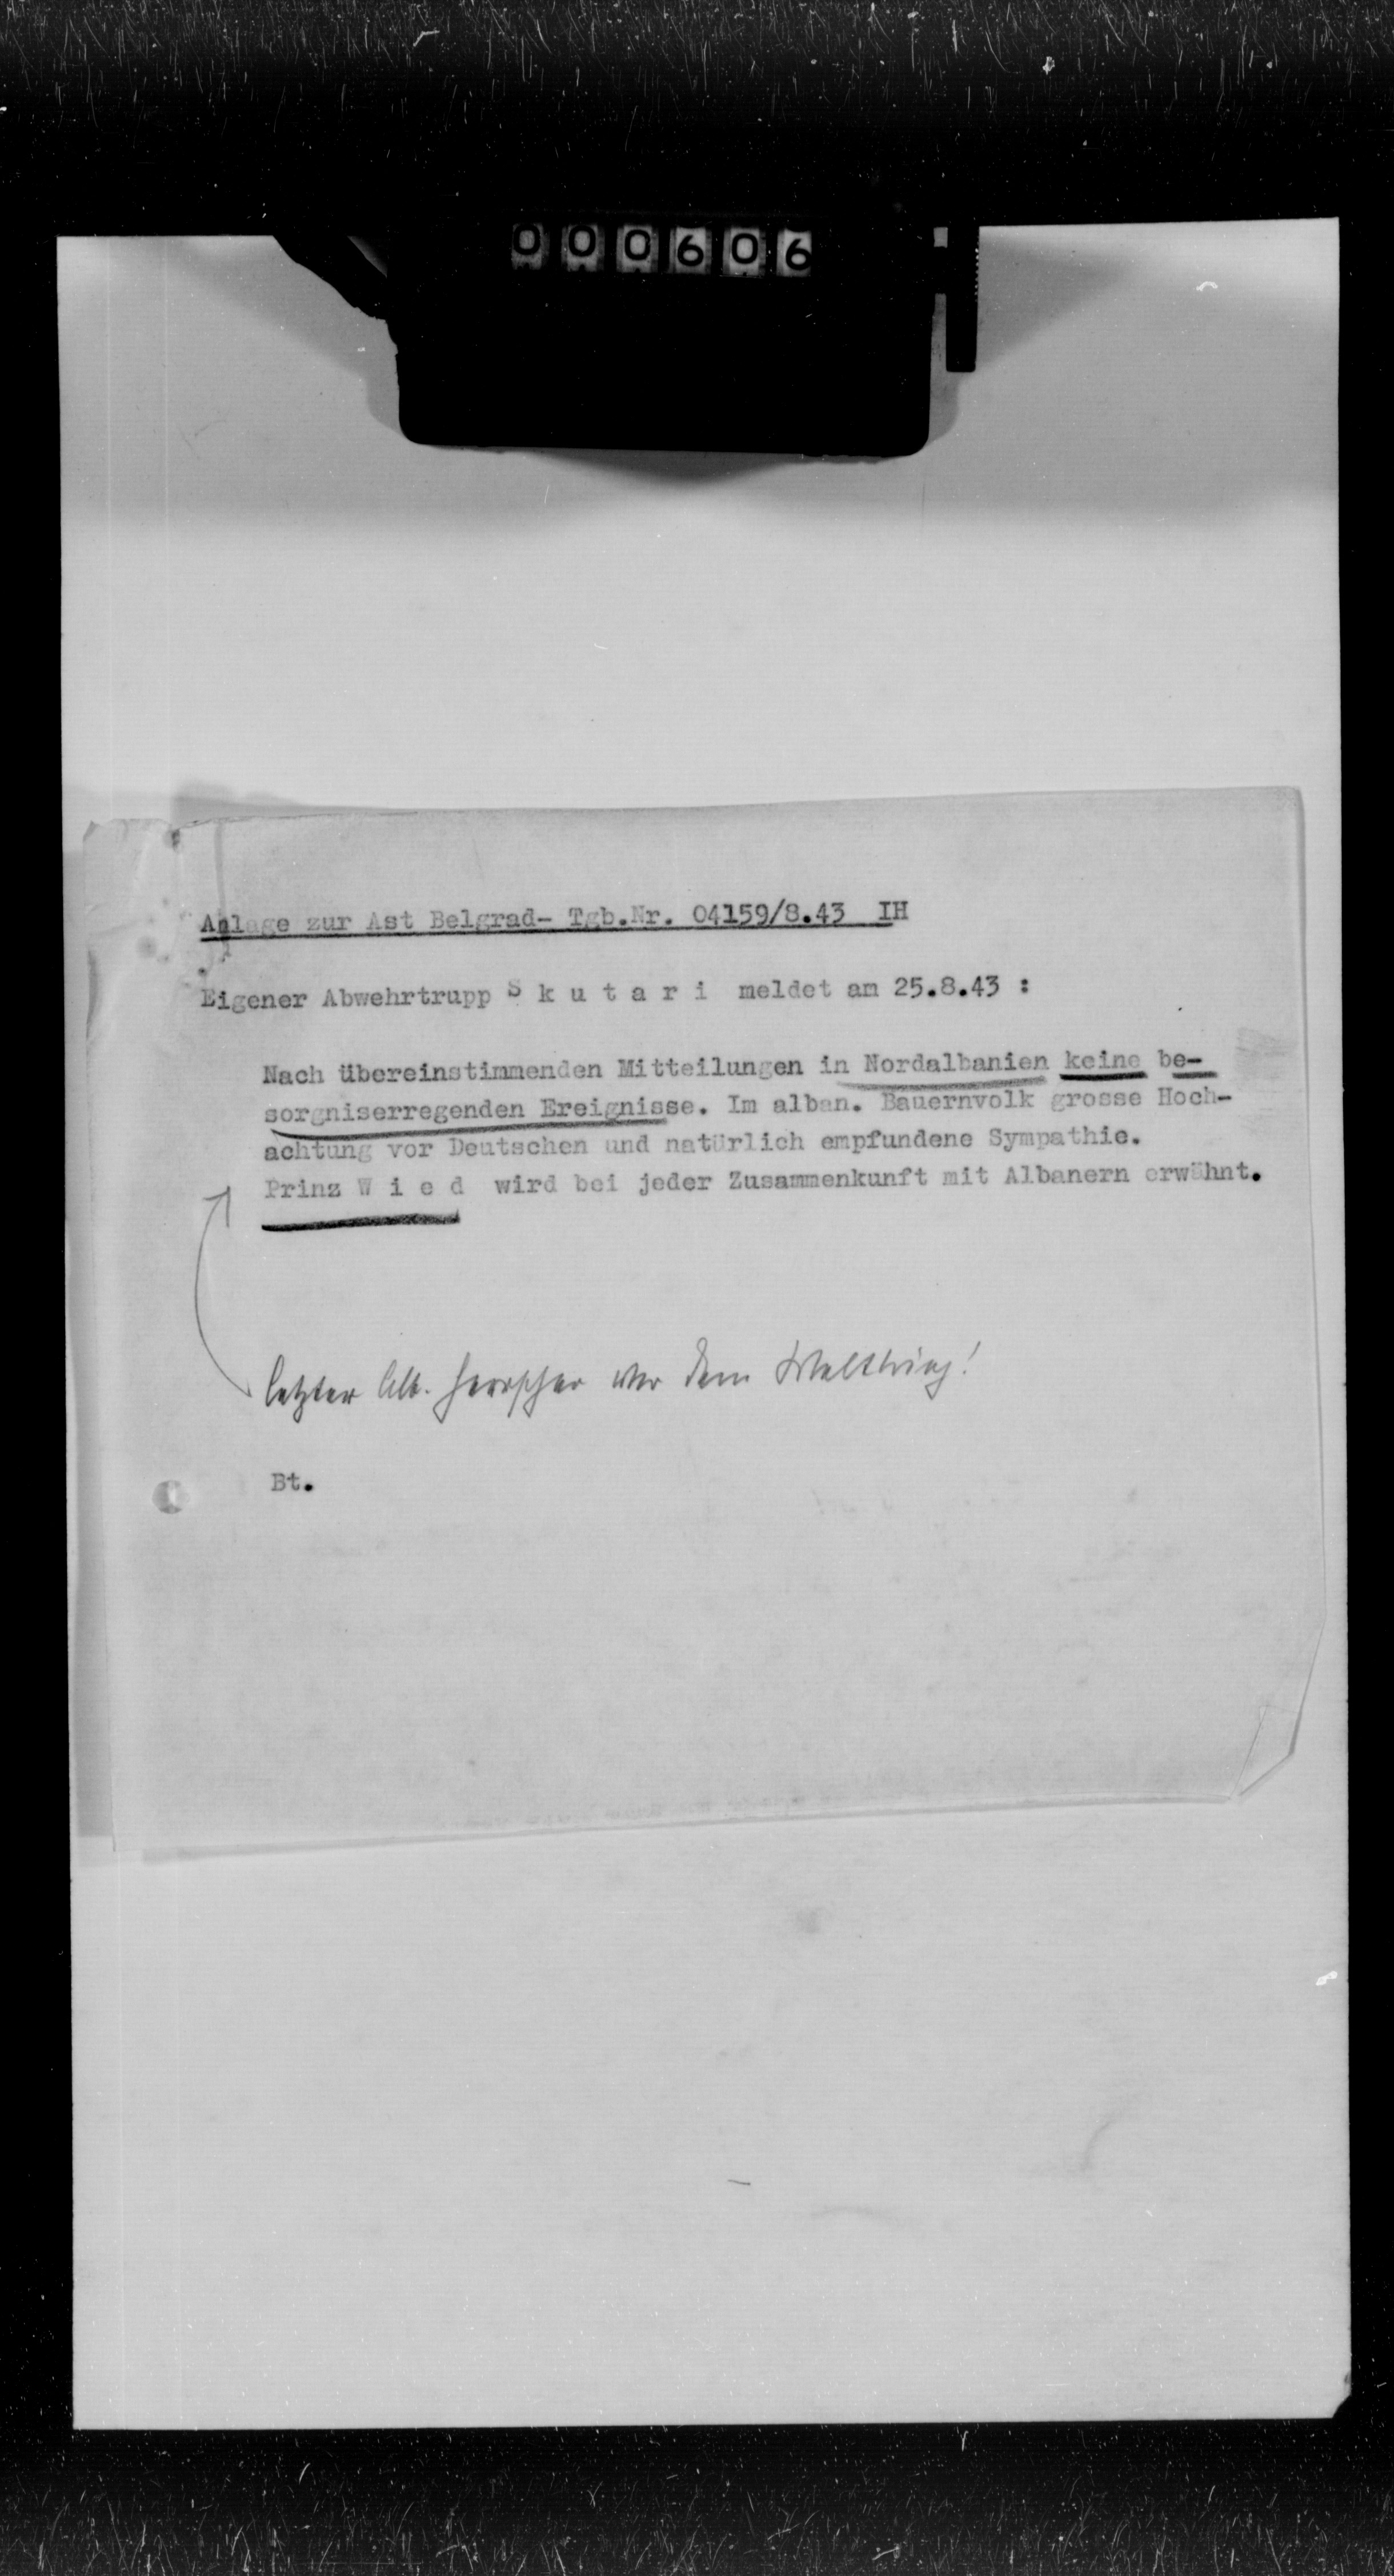 000606
Anlage zur Ast Belgrad- Tgb.Nr. 04159/8.43 IH
Eigener Abwehrtrupp S k u t a r i meldet am 25.8.43 :
Nach übereinstimmenden Mitteilungen in Nordalbanien keine be-
sorgniserregenden Ereignisse. Im alban. Bauernvolk grosse Hoch-
achtung vor Deutschen und natürlich empfundene Sympathie.
Prinz W i e d wird bei jeder Zusammenkunft mit Albanern erwähnt.
letzter Alb. Herrscher vor dem Weltkrieg!
Bt.